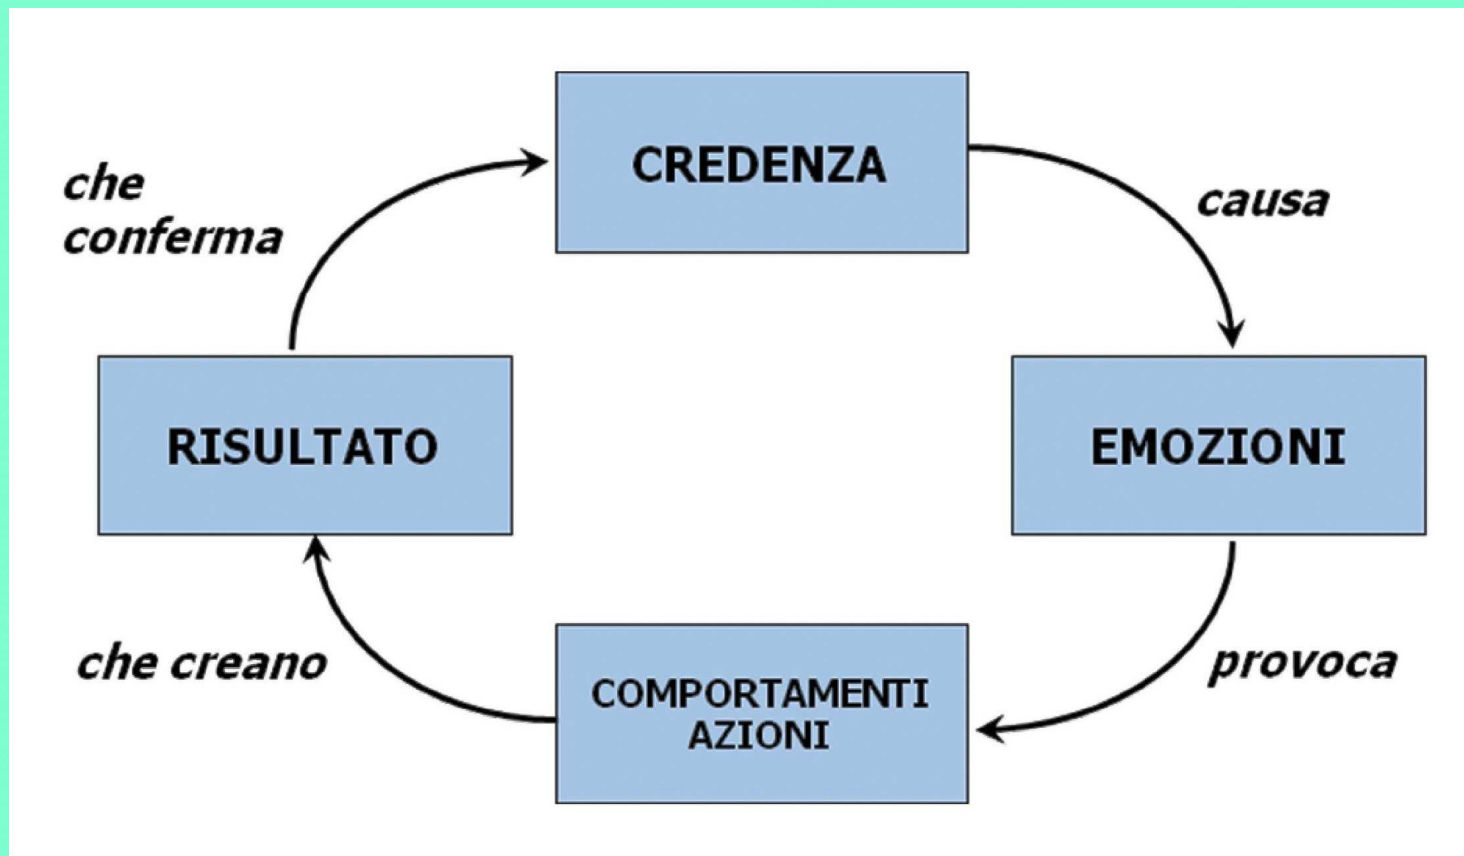 CREDENZA
causa
EMOZIONI
provoca
COMPORTAMENTI
AZIONI
che creano
RISULTATO
che
conferma